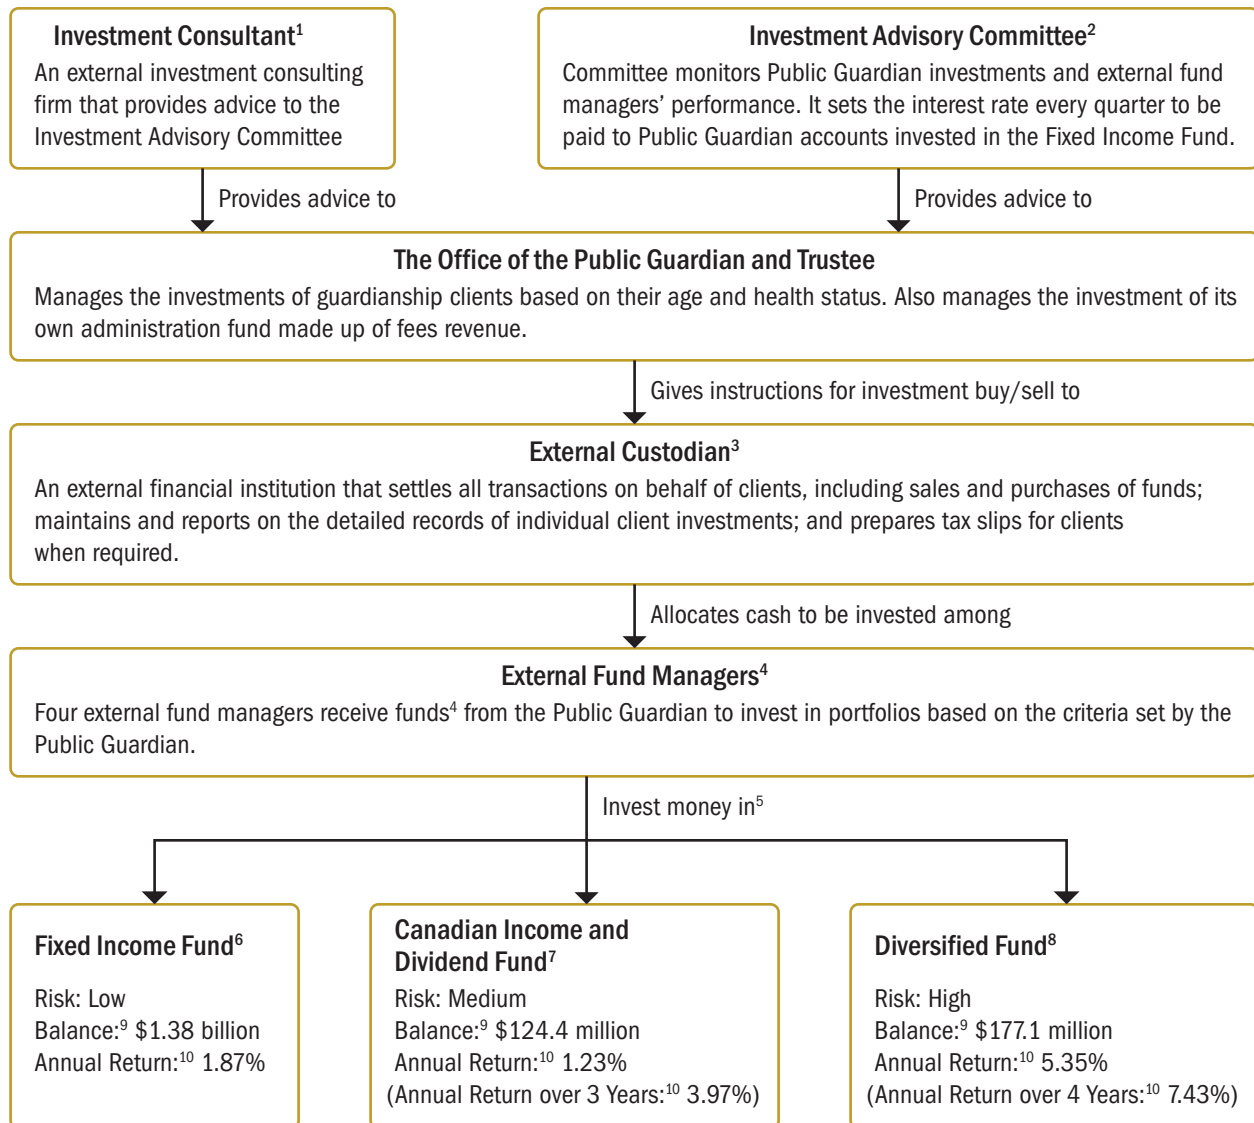 Investment Consultant¹
An external investment consulting
firm that provides advice to the
Investment Advisory Committee
Investment Advisory Committee²
Committee monitors Public Guardian investments and external fund
managers’ performance. It sets the interest rate every quarter to be
paid to Public Guardian accounts invested in the Fixed Income Fund.
Provides advice to
Provides advice to
The Office of the Public Guardian and Trustee
Manages the investments of guardianship clients based on their age and health status. Also manages the investment of its
own administration fund made up of fees revenue.
Gives instructions for investment buy/sell to
External Custodian³
An external financial institution that settles all transactions on behalf of clients, including sales and purchases of funds;
maintains and reports on the detailed records of individual client investments; and prepares tax slips for clients
when required.
Allocates cash to be invested among
External Fund Managers⁴
Four external fund managers receive funds⁴ from the Public Guardian to invest in portfolios based on the criteria set by the
Public Guardian.
Invest money in⁵
Fixed Income Fund⁶
Risk: Low
Balance:⁹ $1.38 billion
Annual Return:¹⁰ 1.87%
Canadian Income and
Dividend Fund⁷
Risk: Medium
Balance:⁹ $124.4 million
Annual Return:¹⁰ 1.23%
(Annual Return over 3 Years:¹⁰ 3.97%)
Diversified Fund⁸
Risk: High
Balance:⁹ $177.1 million
Annual Return:¹⁰ 5.35%
(Annual Return over 4 Years:¹⁰ 7.43%)